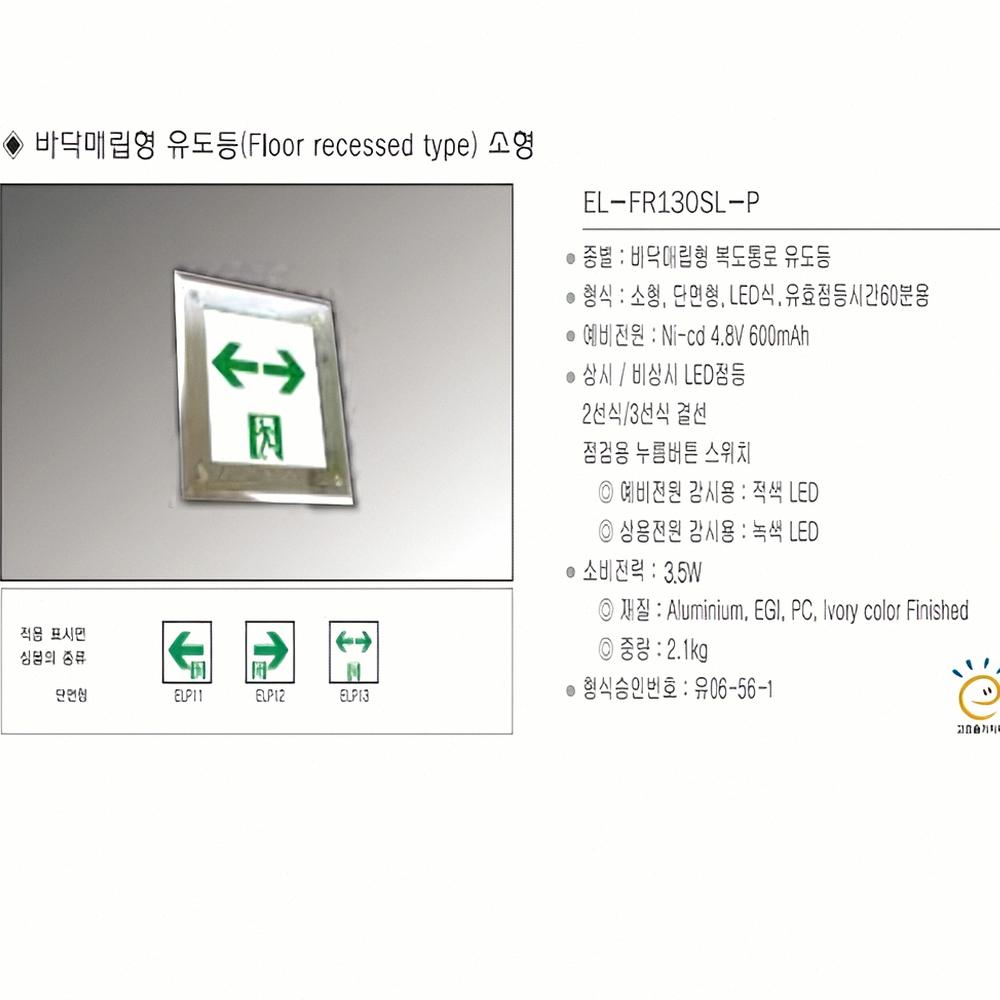 ◈ 바닥매립형 유도등(Floor recessed type) 소형
EL-FR130SL-P
● 종별 : 바닥매립형 복도통로 유도등
● 형식 : 소형, 단면형, LED식, 유효점등시간60분용
● 예비전원 : Ni-cd 4.8V 600mAh
● 상시 / 비상시 LED점등
2선식/3선식 결선
점검용 누름버튼 스위치
◎ 예비전원 감시용 : 적색 LED
◎ 상용전원 감시용 : 녹색 LED
● 소비전력 : 3.5W
◎ 재질 : Aluminium, EGI, PC, Ivory color Finished
◎ 중량 : 2.1kg
● 형식승인번호 : 유06-56-1
적용 표시면
심볼의 종류
단면형
ELP11
ELP12
ELP13